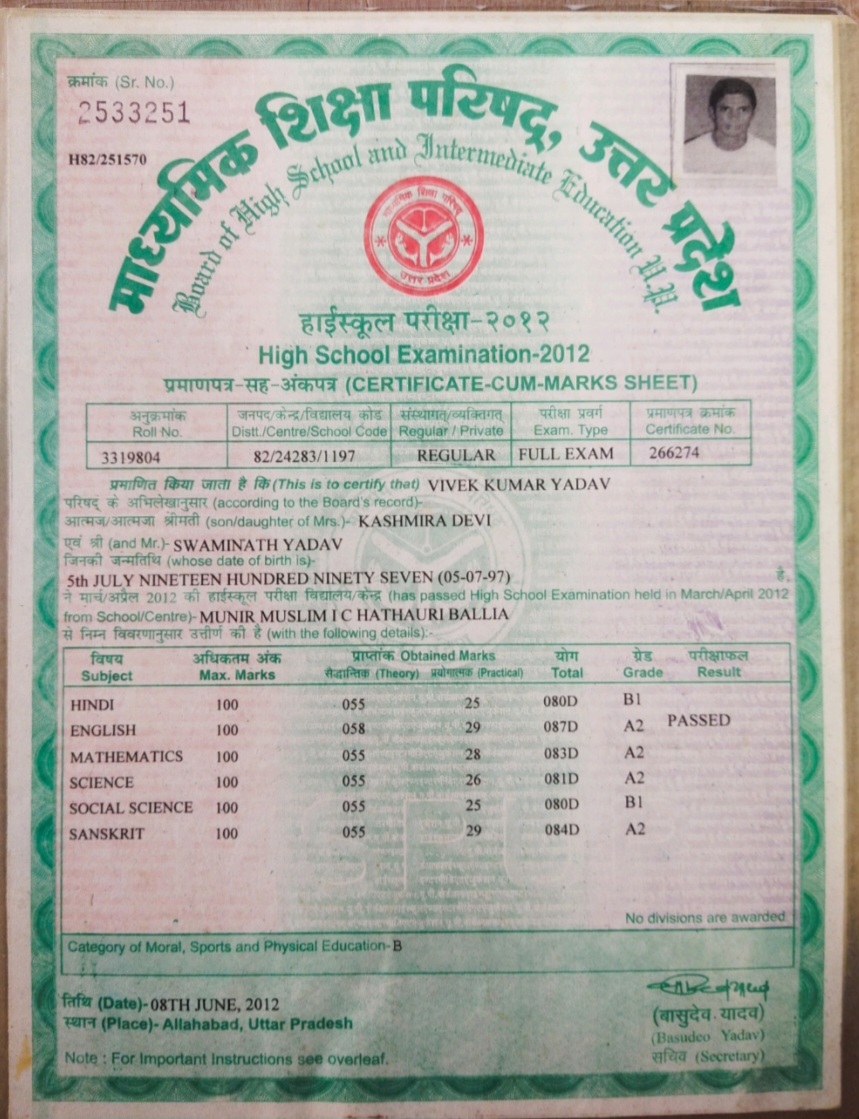 क्रमांक (Sr. No.)
2533251
H82/251570
माध्यमिक शिक्षा परिषद्, उत्तर प्रदेश
Board of High School and Intermediate Education U.P.
माध्यमिक शिक्षा परिषद्
उत्तर प्रदेश
हाईस्कूल परीक्षा-२०१२
High School Examination-2012
प्रमाणपत्र-सह-अंकपत्र (CERTIFICATE-CUM-MARKS SHEET)
अनुक्रमांक जनपद/केन्द्र/विद्यालय कोड संस्थागत/व्यक्तिगत परीक्षा प्रवर्ग प्रमाणपत्र क्रमांक
Roll No. Distt./Centre/School Code Regular / Private Exam. Type Certificate No.
3319804 82/24283/1197 REGULAR FULL EXAM 266274
प्रमाणित किया जाता है कि (This is to certify that) VIVEK KUMAR YADAV
परिषद् के अभिलेखानुसार (according to the Board's record)-
आत्मज/आत्मजा श्रीमती (son/daughter of Mrs.)- KASHMIRA DEVI
एवं श्री (and Mr.)- SWAMINATH YADAV
जिनकी जन्मतिथि (whose date of birth is)-
5th JULY NINETEEN HUNDRED NINETY SEVEN (05-07-97) है,
ने मार्च/अप्रैल 2012 की हाईस्कूल परीक्षा विद्यालय/केन्द्र (has passed High School Examination held in March/April 2012
from School/Centre)- MUNIR MUSLIM I C HATHAURI BALLIA
से निम्न विवरणानुसार उत्तीर्ण की है (with the following details):-
विषय अधिकतम अंक प्राप्तांक Obtained Marks योग ग्रेड परीक्षाफल
Subject Max. Marks सैद्धान्तिक (Theory) प्रयोगात्मक (Practical) Total Grade Result
HINDI 100 055 25 080D B1
ENGLISH 100 058 29 087D A2 PASSED
MATHEMATICS 100 055 28 083D A2
SCIENCE 100 055 26 081D A2
SOCIAL SCIENCE 100 055 25 080D B1
SANSKRIT 100 055 29 084D A2
No divisions are awarded
Category of Moral, Sports and Physical Education- B
तिथि (Date)- 08TH JUNE, 2012
स्थान (Place)- Allahabad, Uttar Pradesh
(बासुदेव यादव)
(Basudeo Yadav)
सचिव (Secretary)
Note : For Important Instructions see overleaf.